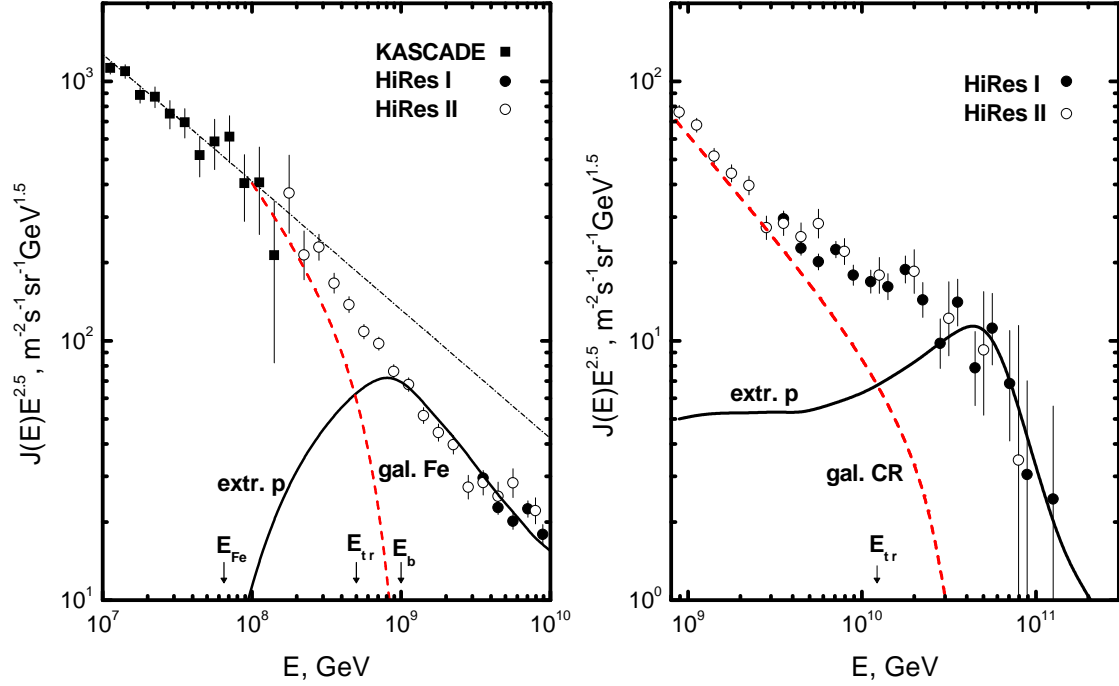 KASCADE
HiRes I
HiRes II
10^3
10^2
10^1
J(E)E^2.5, m^-2s^-1sr^-1GeV^1.5
extr. p
gal. Fe
E_Fe
E_tr
E_b
10^7
10^8
10^9
10^10
E, GeV
HiRes I
HiRes II
10^2
10^1
10^0
J(E)E^2.5, m^-2s^-1sr^-1GeV^1.5
extr. p
gal. CR
E_tr
10^9
10^10
10^11
E, GeV